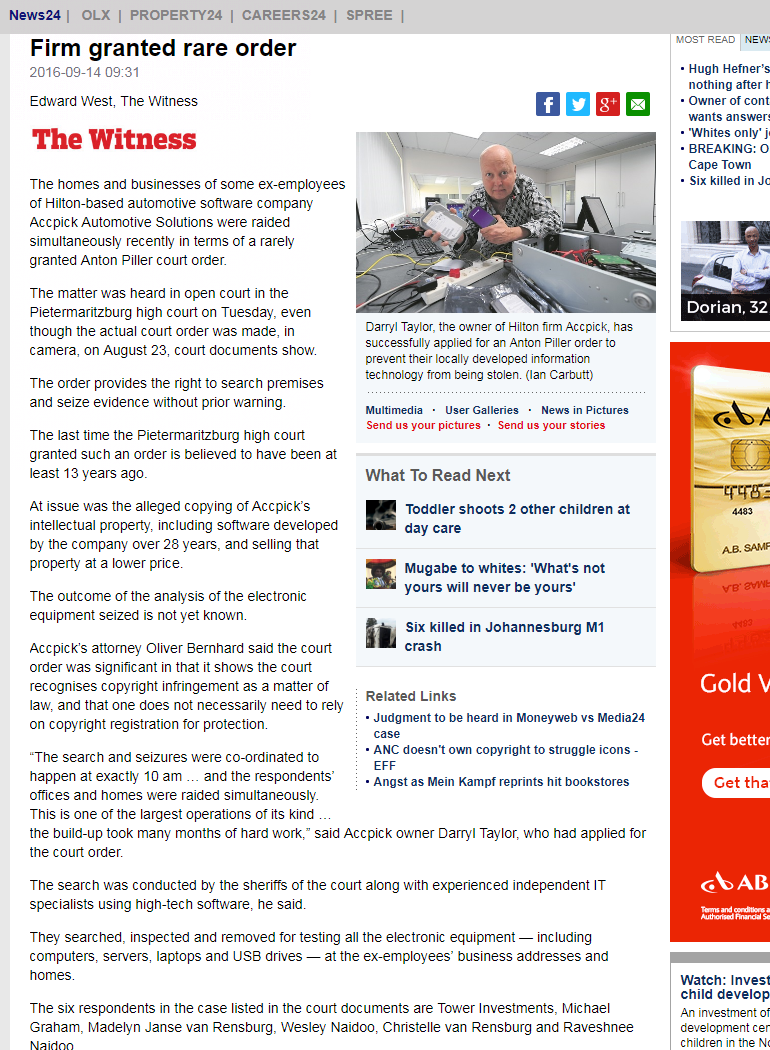 News24 | OLX | PROPERTY24 | CAREERS24 | SPREE |
Firm granted rare order
2016-09-14 09:31
Edward West, The Witness
The Witness
The homes and businesses of some ex-employees
of Hilton-based automotive software company
Accpick Automotive Solutions were raided
simultaneously recently in terms of a rarely
granted Anton Piller court order.
The matter was heard in open court in the
Pietermaritzburg high court on Tuesday, even
though the actual court order was made, in
camera, on August 23, court documents show.
The order provides the right to search premises
and seize evidence without prior warning.
The last time the Pietermaritzburg high court
granted such an order is believed to have been at
least 13 years ago.
At issue was the alleged copying of Accpick’s
intellectual property, including software developed
by the company over 28 years, and selling that
property at a lower price.
The outcome of the analysis of the electronic
equipment seized is not yet known.
Accpick’s attorney Oliver Bernhard said the court
order was significant in that it shows the court
recognises copyright infringement as a matter of
law, and that one does not necessarily need to rely
on copyright registration for protection.
“The search and seizures were co-ordinated to
happen at exactly 10 am … and the respondents’
offices and homes were raided simultaneously.
This is one of the largest operations of its kind …
the build-up took many months of hard work,” said Accpick owner Darryl Taylor, who had applied for
the court order.
The search was conducted by the sheriffs of the court along with experienced independent IT
specialists using high-tech software, he said.
They searched, inspected and removed for testing all the electronic equipment — including
computers, servers, laptops and USB drives — at the ex-employees’ business addresses and
homes.
The six respondents in the case listed in the court documents are Tower Investments, Michael
Graham, Madelyn Janse van Rensburg, Wesley Naidoo, Christelle van Rensburg and Raveshnee
Naidoo
f g+
Darryl Taylor, the owner of Hilton firm Accpick, has
successfully applied for an Anton Piller order to
prevent their locally developed information
technology from being stolen. (Ian Carbutt)
Multimedia · User Galleries · News in Pictures
Send us your pictures · Send us your stories
What To Read Next
Toddler shoots 2 other children at
day care
Mugabe to whites: 'What's not
yours will never be yours'
Six killed in Johannesburg M1
crash
Related Links
• Judgment to be heard in Moneyweb vs Media24
case
• ANC doesn't own copyright to struggle icons -
EFF
• Angst as Mein Kampf reprints hit bookstores
MOST READ NEWS
• Hugh Hefner's
nothing after h
• Owner of cont
wants answers
• 'Whites only' j
• BREAKING: O
Cape Town
• Six killed in Jo
Dorian, 32
A
4483
4483
A.B. SAMP
Gold V
Get better
Get tha
AB
Terms and conditions a
Authorised Financial Se
Watch: Invest
child develop
An investment of
development cen
children in the No